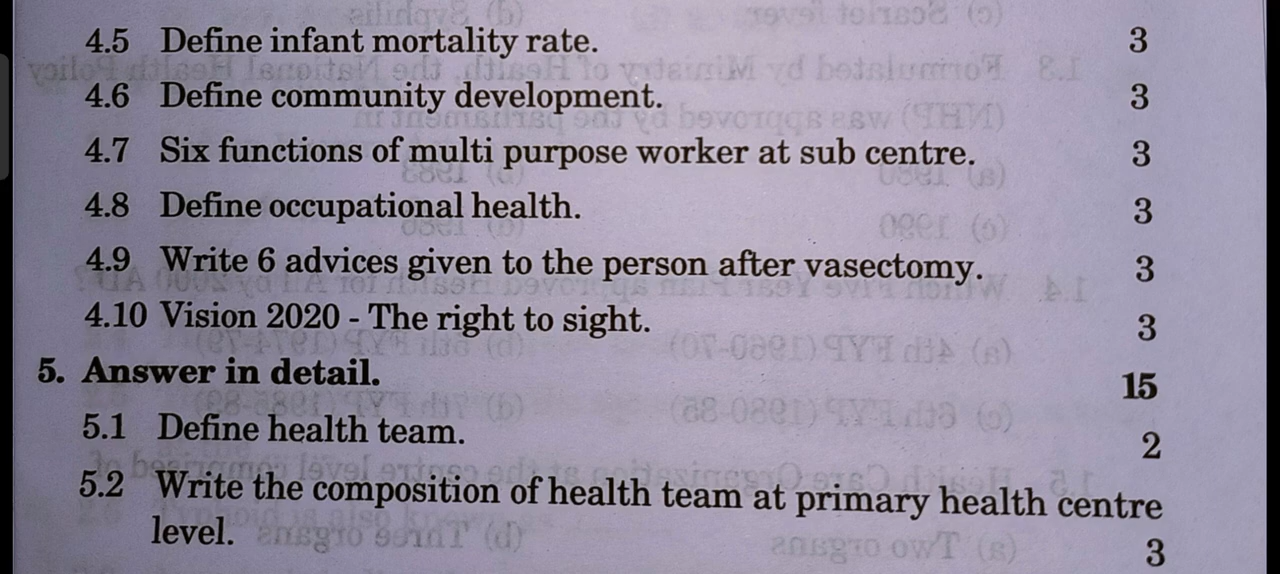 4.5 Define infant mortality rate. 3
4.6 Define community development. 3
4.7 Six functions of multi purpose worker at sub centre. 3
4.8 Define occupational health. 3
4.9 Write 6 advices given to the person after vasectomy. 3
4.10 Vision 2020 - The right to sight. 3
5. Answer in detail. 15
5.1 Define health team. 2
5.2 Write the composition of health team at primary health centre
level. 3